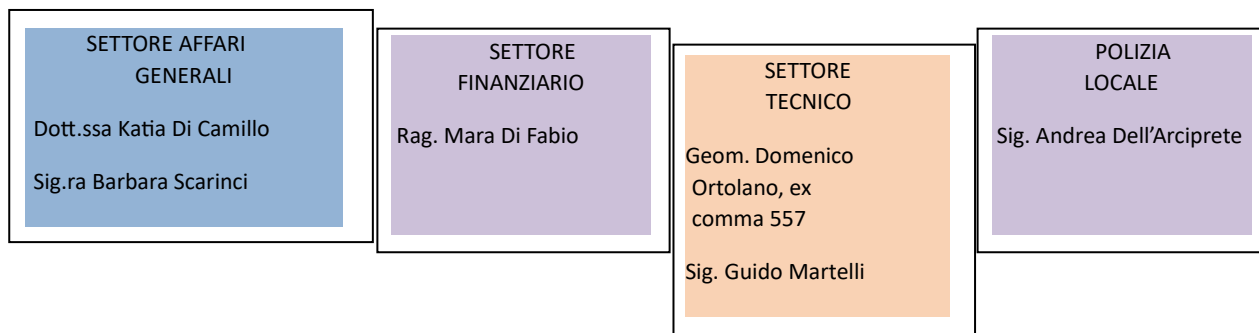 SETTORE AFFARI
GENERALI
Dott.ssa Katia Di Camillo
Sig.ra Barbara Scarinci
SETTORE
FINANZIARIO
Rag. Mara Di Fabio
SETTORE
TECNICO
Geom. Domenico
Ortolano, ex
comma 557
Sig. Guido Martelli
POLIZIA
LOCALE
Sig. Andrea Dell'Arciprete